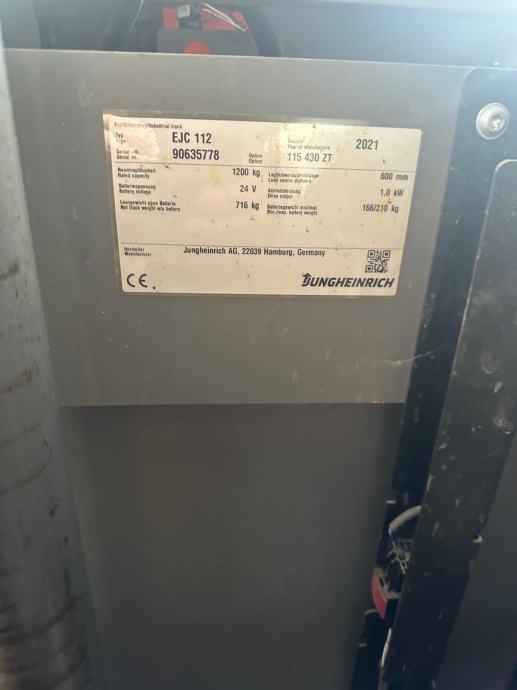 Flurförderzeug/Industrial truck
Typ
Type
EJC 112
Baujahr
Year of manufacture
2021
Serien-Nr.
Serial no.
90635778
Option
Option
115 430 ZT
Nenntragfähigkeit
Rated capacity
1200 kg
Lastschwerpunktabstand
Load centre distance
600 mm
Batteriespannung
Battery voltage
24 V
Antriebsleistung
Drive output
1,0 kW
Leergewicht ohne Batterie
Net truck weight w/o battery
716 kg
Batteriegewicht min/max
Min./max. battery weight
166/210 kg
Hersteller
Manufacturer
Jungheinrich AG, 22039 Hamburg, Germany
CE
JUNGHEINRICH